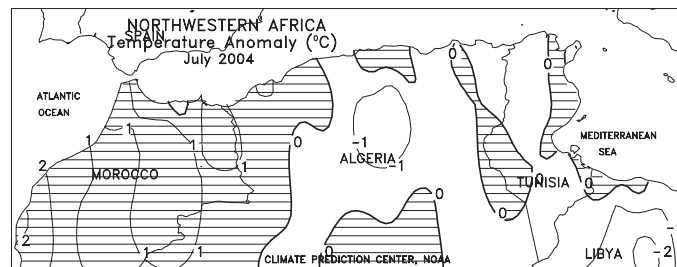 NORTHWESTERN AFRICA
SPAIN
Temperature Anomaly (°C)
July 2004
ATLANTIC
OCEAN
0
0
1
1
1
0
-1
-1
ALGERIA
MEDITERRANEAN
SEA
2
MOROCCO
1
TUNISIA
0
0
0
0
2
1
1
0
CLIMATE PREDICTION CENTER, NOAA
LIBYA
-2